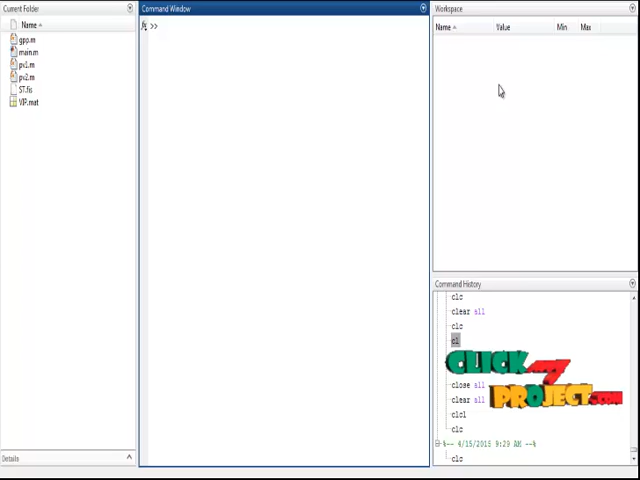 Current Folder
Name
gpp.m
main.m
pv1.m
pv2.m
ST.fis
VIP.mat
Details
Command Window
fx >>
Workspace
Name Value Min Max
Command History
clc
clear all
clc
cl
CLICK MY
PROJECT.COM
close all
clear all
clcl
clc
%-- 4/15/2015 9:29 AM --%
clc